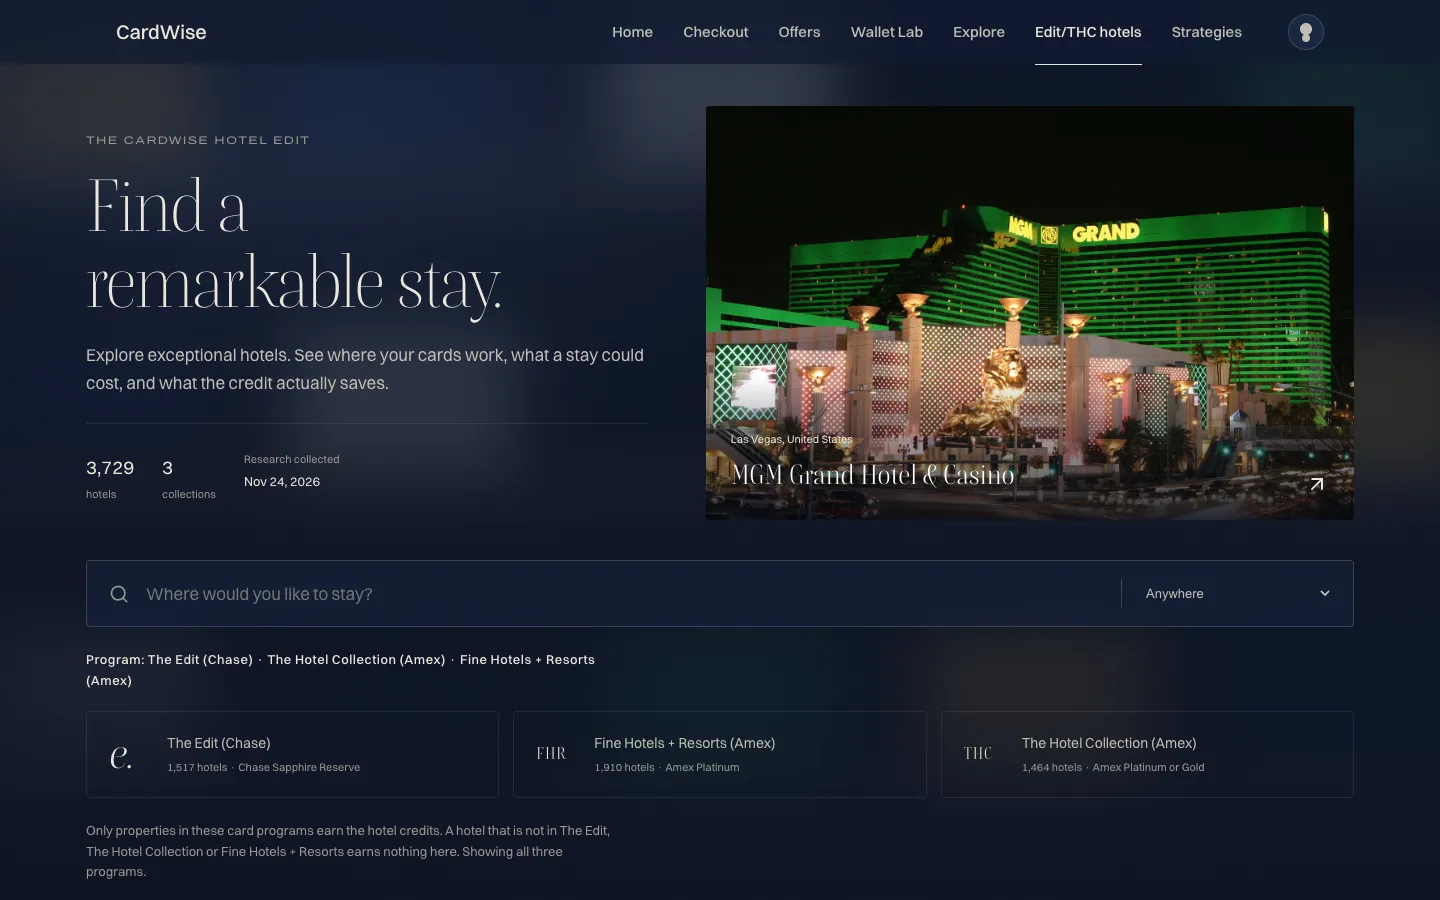 CardWise
Home
Checkout
Offers
Wallet Lab
Explore
Edit/THC hotels
Strategies
THE CARDWISE HOTEL EDIT
Find a
remarkable stay.
Explore exceptional hotels. See where your cards work, what a stay could
cost, and what the credit actually saves.
3,729
hotels
3
collections
Research collected
Nov 24, 2026
MGM GRAND
Las Vegas, United States
MGM Grand Hotel & Casino
Where would you like to stay?
Anywhere
Program: The Edit (Chase) · The Hotel Collection (Amex) · Fine Hotels + Resorts
(Amex)
e.
The Edit (Chase)
1,517 hotels · Chase Sapphire Reserve
FHR
Fine Hotels + Resorts (Amex)
1,910 hotels · Amex Platinum
THC
The Hotel Collection (Amex)
1,464 hotels · Amex Platinum or Gold
Only properties in these card programs earn the hotel credits. A hotel that is not in The Edit,
The Hotel Collection or Fine Hotels + Resorts earns nothing here. Showing all three
programs.